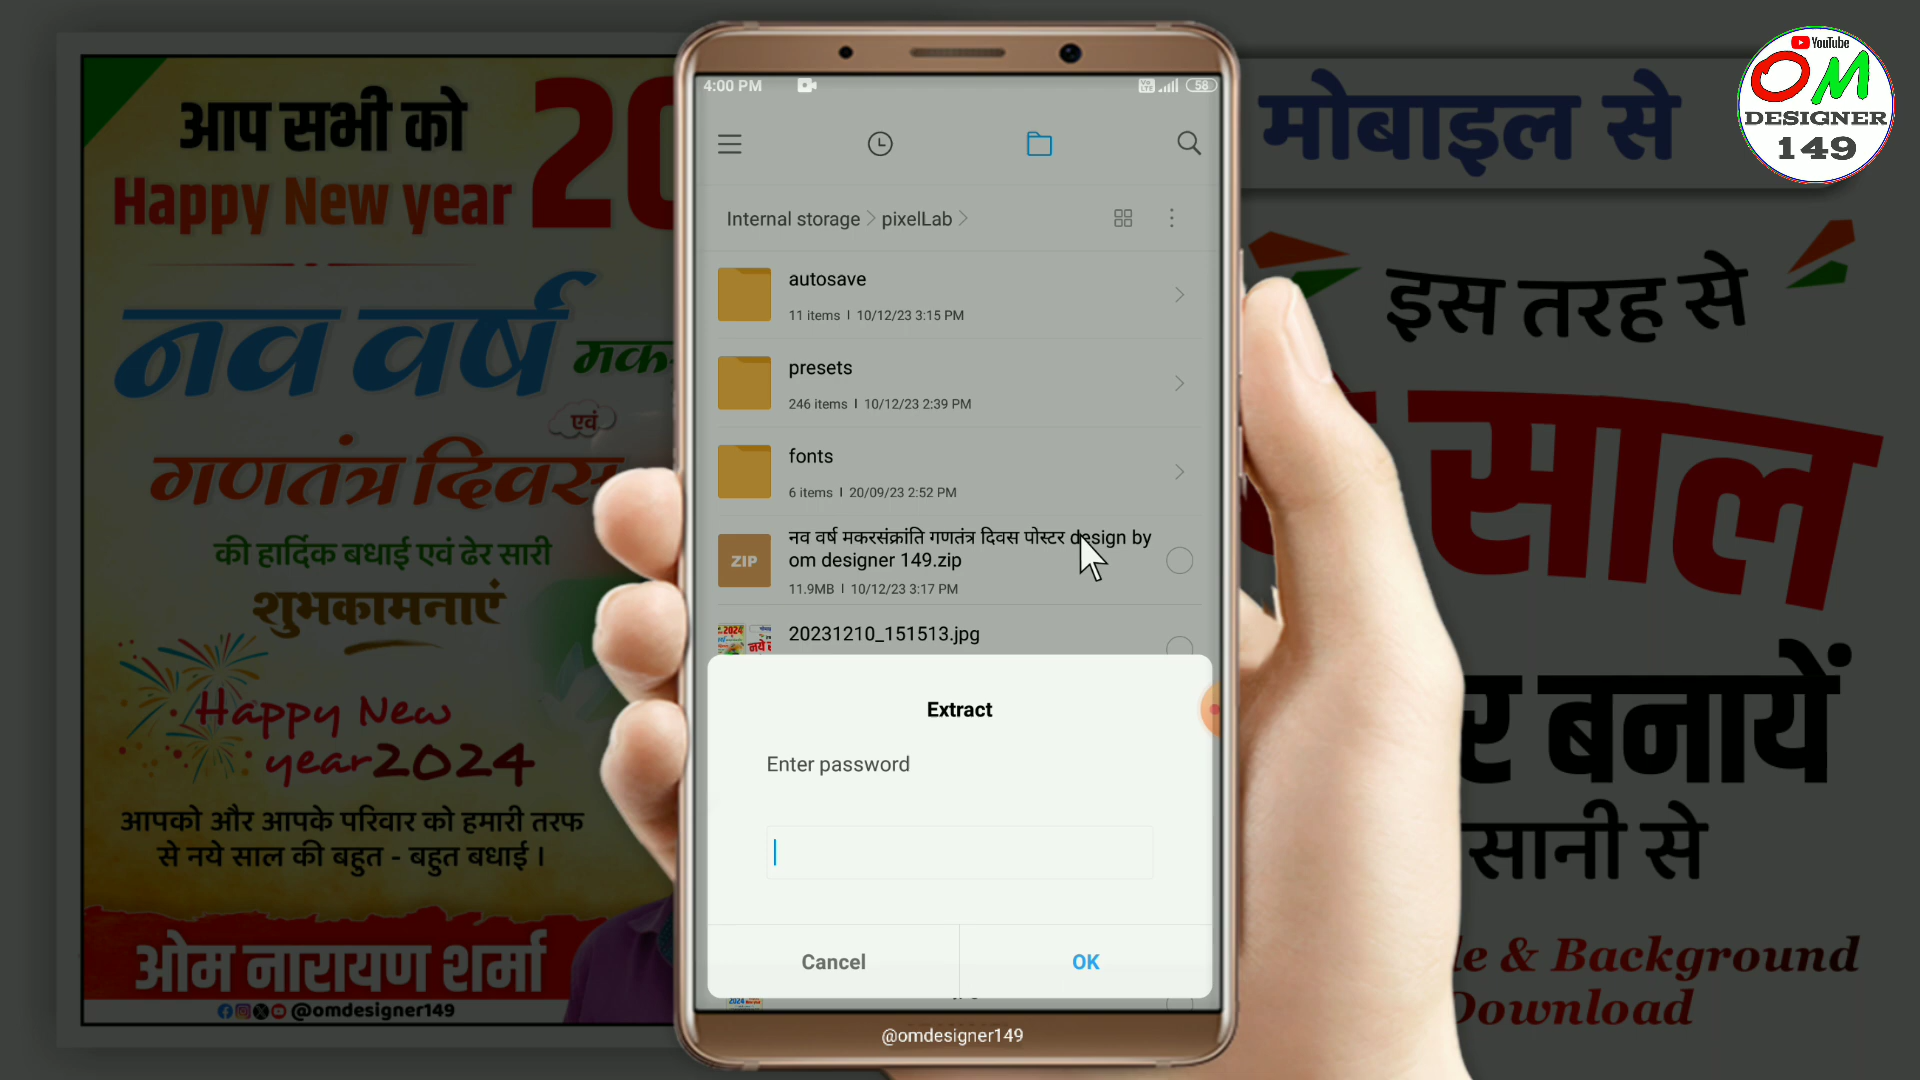 आप सभी को
Happy New year
20
नव वर्ष
मक
एवं
गणतंत्र दिवस
की हार्दिक बधाई एवं ढेर सारी
शुभकामनाएं
Happy New
year2024
आपको और आपके परिवार को हमारी तरफ
से नये साल की बहुत - बहुत बधाई ।
ओम नारायण शर्मा
@omdesigner149
4:00 PM
58
Internal storage
pixelLab
autosave
11 items | 10/12/23 3:15 PM
presets
246 items | 10/12/23 2:39 PM
fonts
6 items | 20/09/23 2:52 PM
ZIP
नव वर्ष मकरसंक्रांति गणतंत्र दिवस पोस्टर design by
om designer 149.zip
11.9MB | 10/12/23 3:17 PM
20231210_151513.jpg
Extract
Enter password
Cancel
OK
@omdesigner149
मोबाइल से
इस तरह से
साल
र बनायें
सानी से
& Background
Download
YouTube
OM
DESIGNER
149